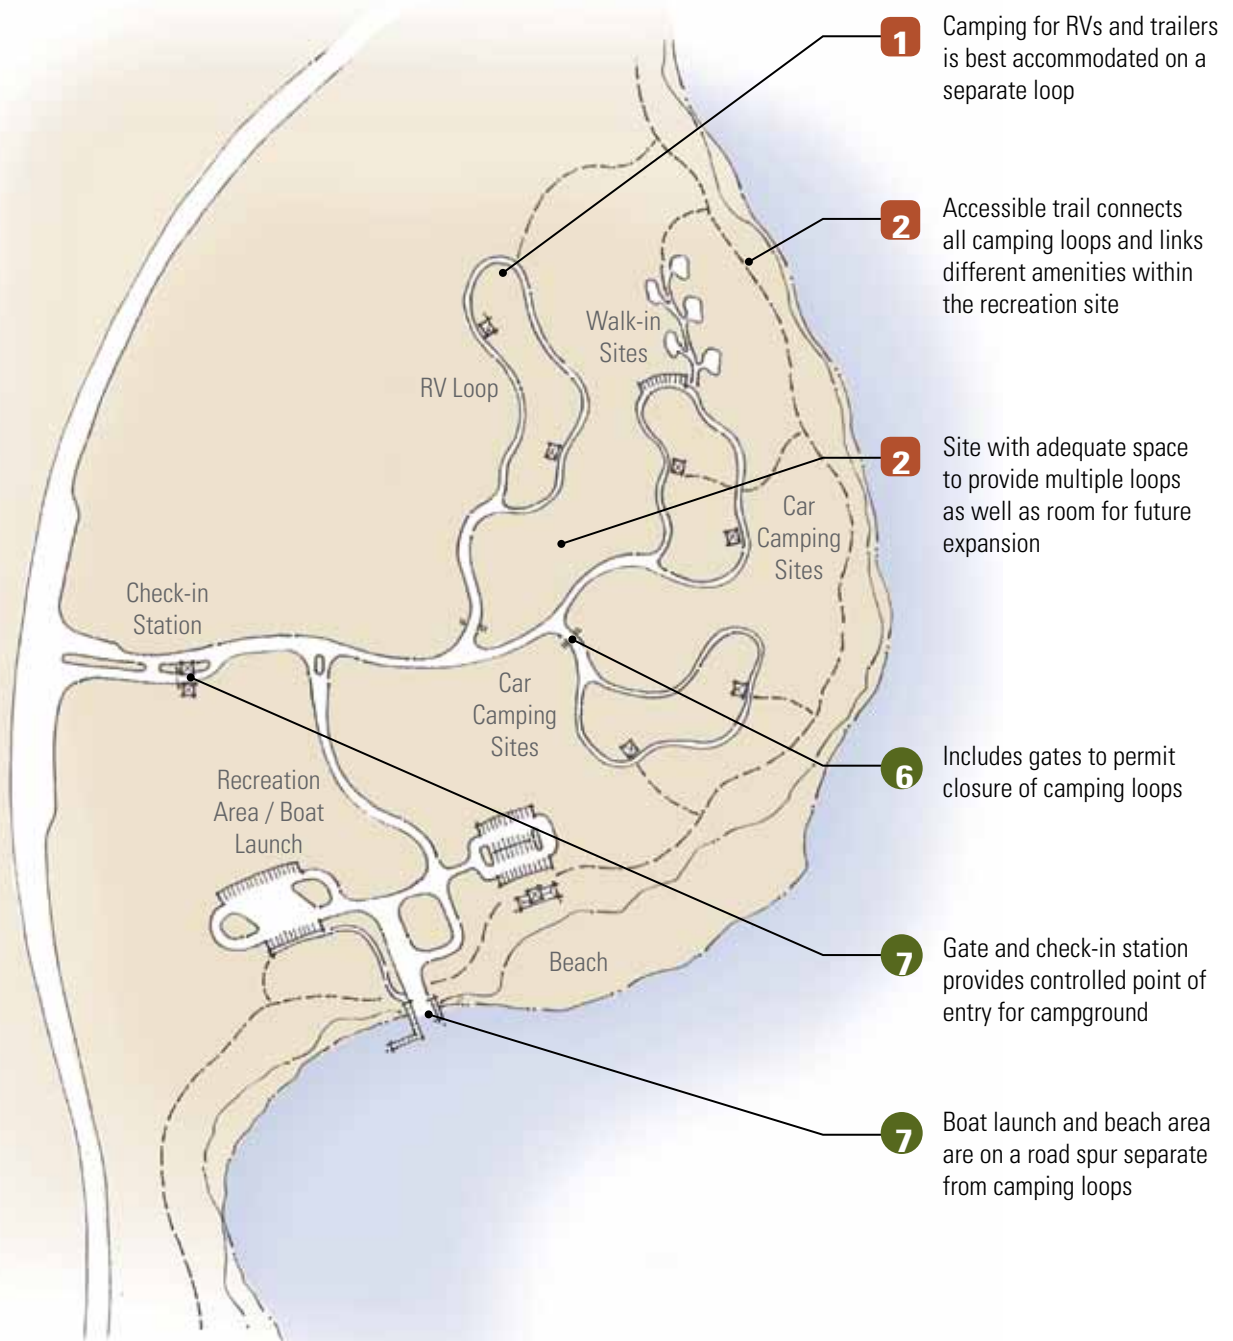 1
Camping for RVs and trailers
is best accommodated on a
separate loop
2
Accessible trail connects
all camping loops and links
different amenities within
the recreation site
Walk-in
Sites
RV Loop
2
Site with adequate space
to provide multiple loops
as well as room for future
expansion
Car
Camping
Sites
Check-in
Station
Car
Camping
Sites
6
Includes gates to permit
closure of camping loops
Recreation
Area / Boat
Launch
7
Gate and check-in station
provides controlled point of
entry for campground
Beach
7
Boat launch and beach area
are on a road spur separate
from camping loops